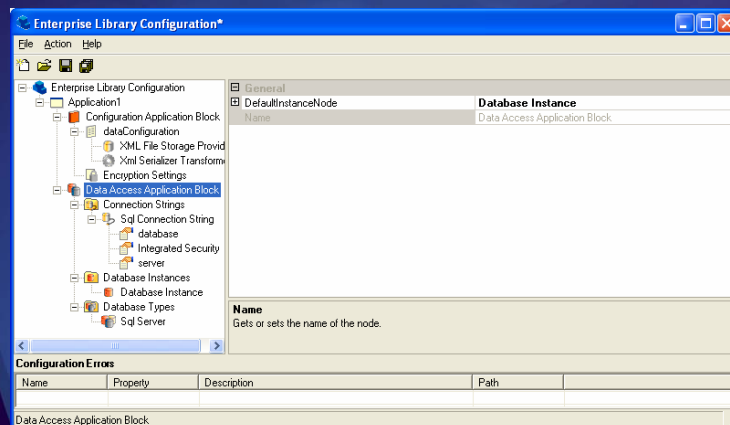 Enterprise Library Configuration*
File Action Help
Enterprise Library Configuration
Application1
Configuration Application Block
dataConfiguration
XML File Storage Provid
Xml Serializer Transforme
Encryption Settings
Data Access Application Block
Connection Strings
Sql Connection String
database
Integrated Security
server
Database Instances
Database Instance
Database Types
Sql Server
General
DefaultInstanceNode Database Instance
Name Data Access Application Block
Name
Gets or sets the name of the node.
Configuration Errors
Name Property Description Path
Data Access Application Block